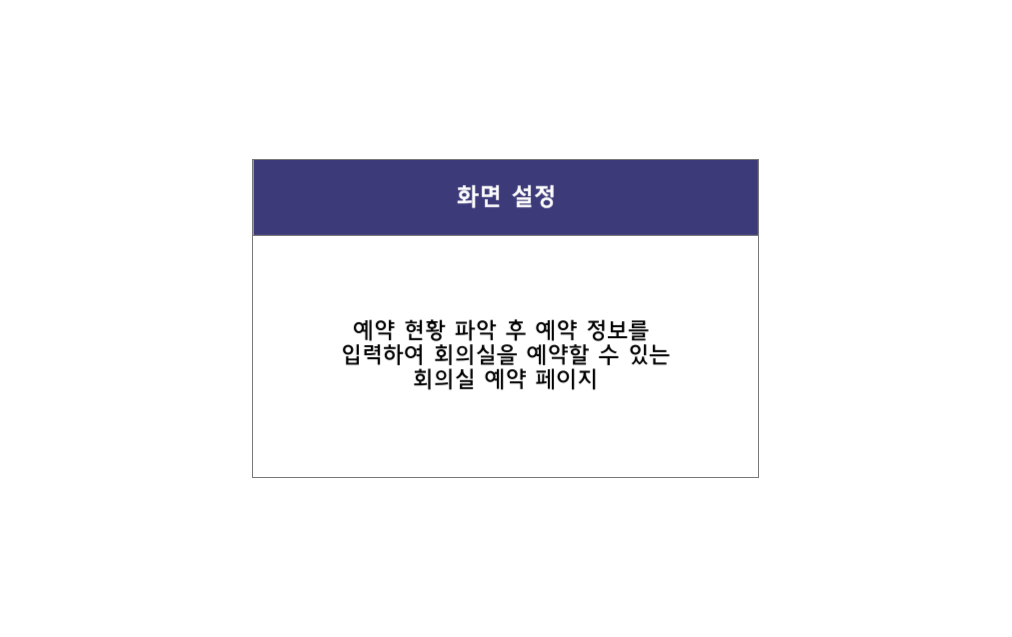 화면 설정
예약 현황 파악 후 예약 정보를
입력하여 회의실을 예약할 수 있는
회의실 예약 페이지